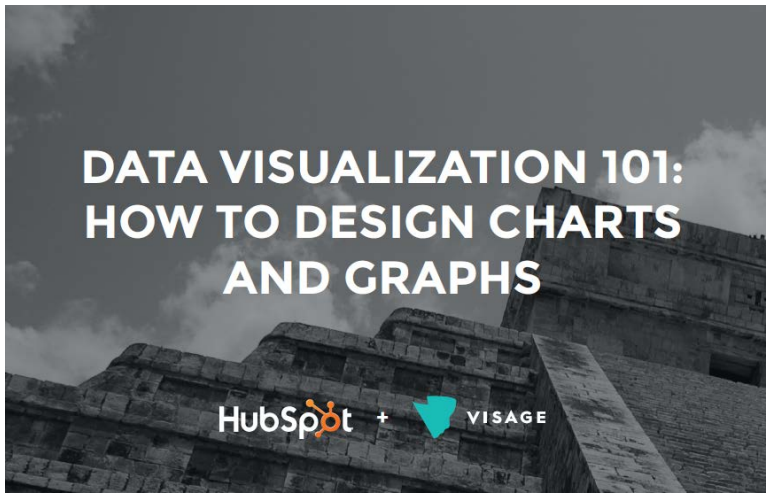 DATA VISUALIZATION 101:
HOW TO DESIGN CHARTS
AND GRAPHS
HubSpot + VISAGE